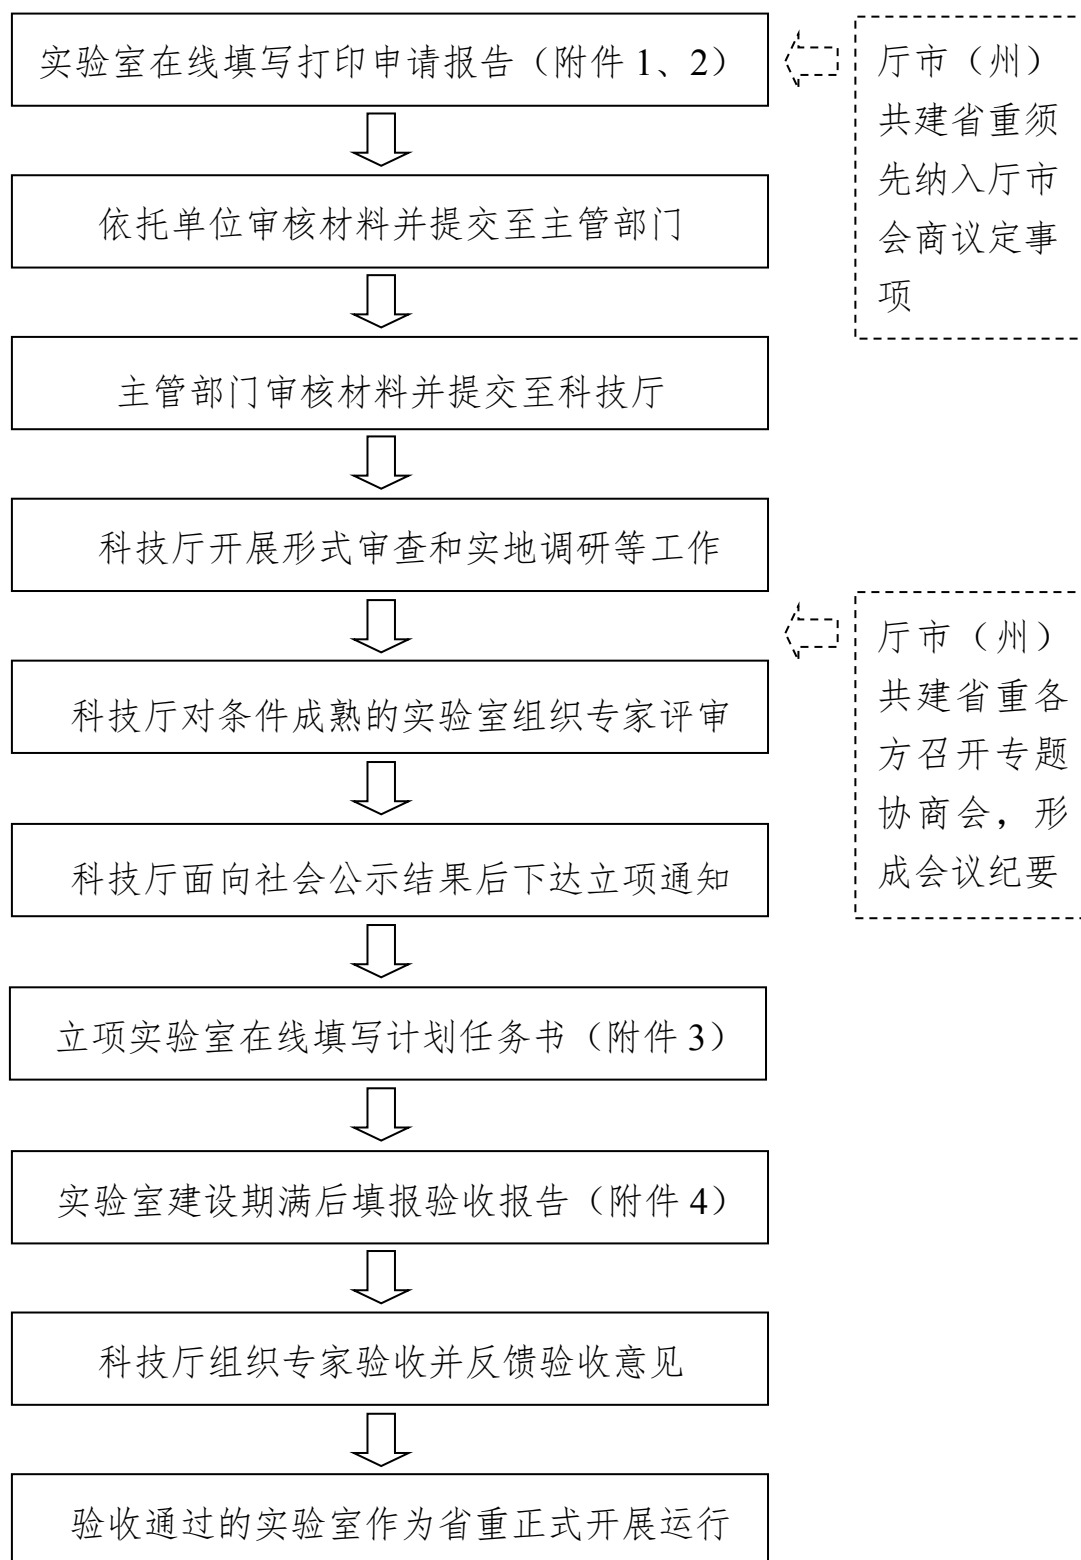 实验室在线填写打印申请报告（附件 1、2）
厅市（州）
共建省重须
先纳入厅市
会商议定事
项
依托单位审核材料并提交至主管部门
主管部门审核材料并提交至科技厅
科技厅开展形式审查和实地调研等工作
厅市（州）
共建省重各
方召开专题
协商会，形
成会议纪要
科技厅对条件成熟的实验室组织专家评审
科技厅面向社会公示结果后下达立项通知
立项实验室在线填写计划任务书（附件 3）
实验室建设期满后填报验收报告（附件 4）
科技厅组织专家验收并反馈验收意见
验收通过的实验室作为省重正式开展运行